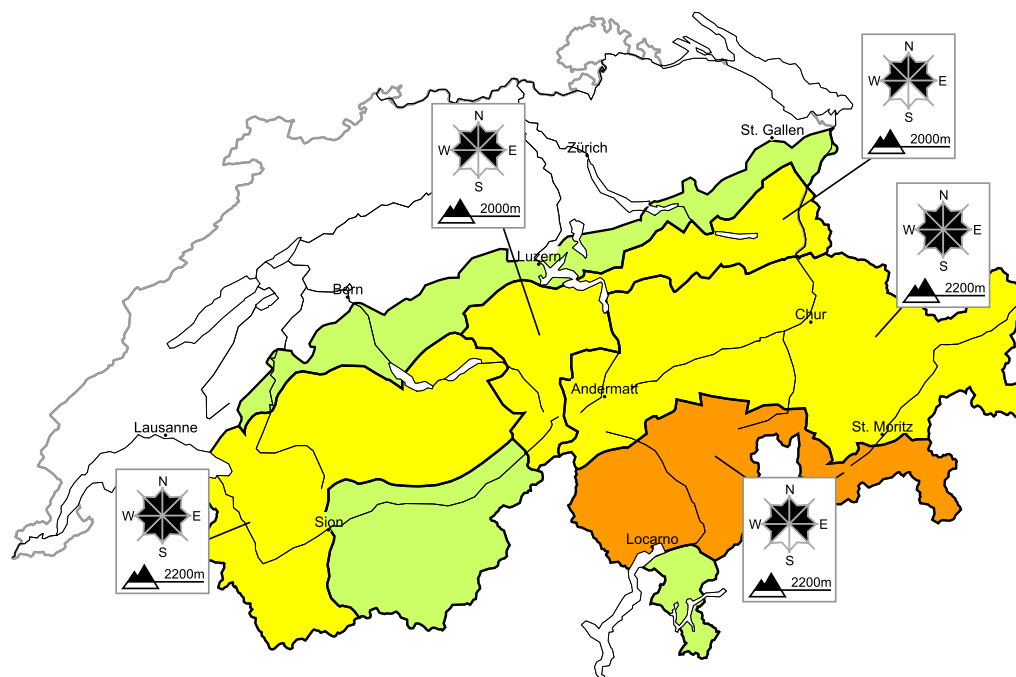 N
W E
S
2000m
St. Gallen
N
W E
S
2000m
Zürich
N
W E
S
2200m
Luzern
Bern
Chur
Andermatt
Lausanne
St. Moritz
N
W E
S
2200m
Sion
N
W E
S
2200m
Locarno